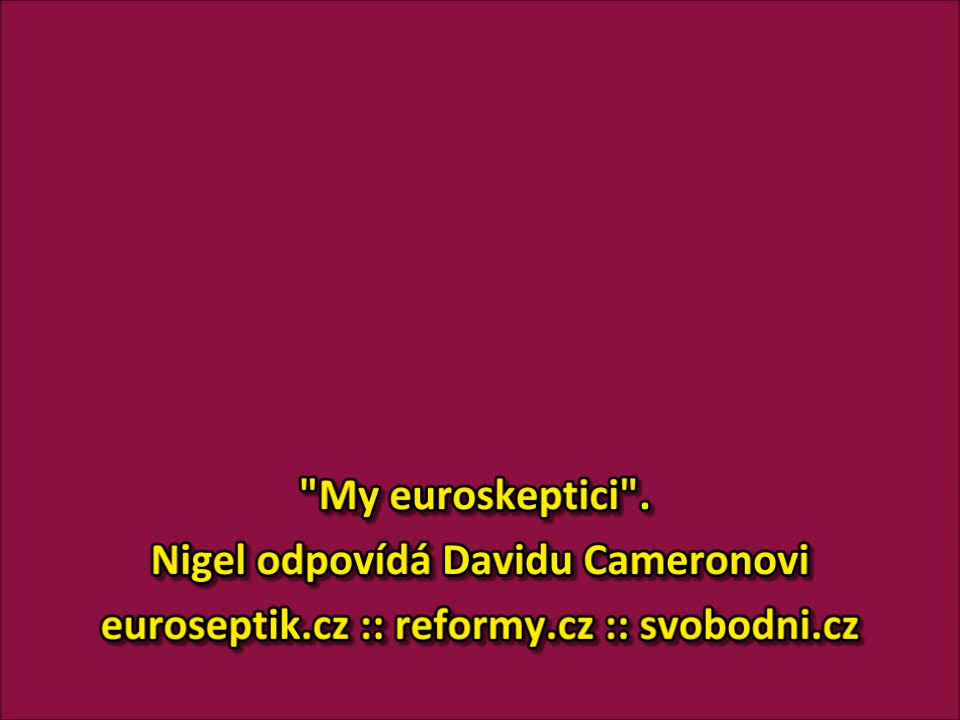 "My euroskeptici".
Nigel odpovídá Davidu Cameronovi
euroseptik.cz :: reformy.cz :: svobodni.cz